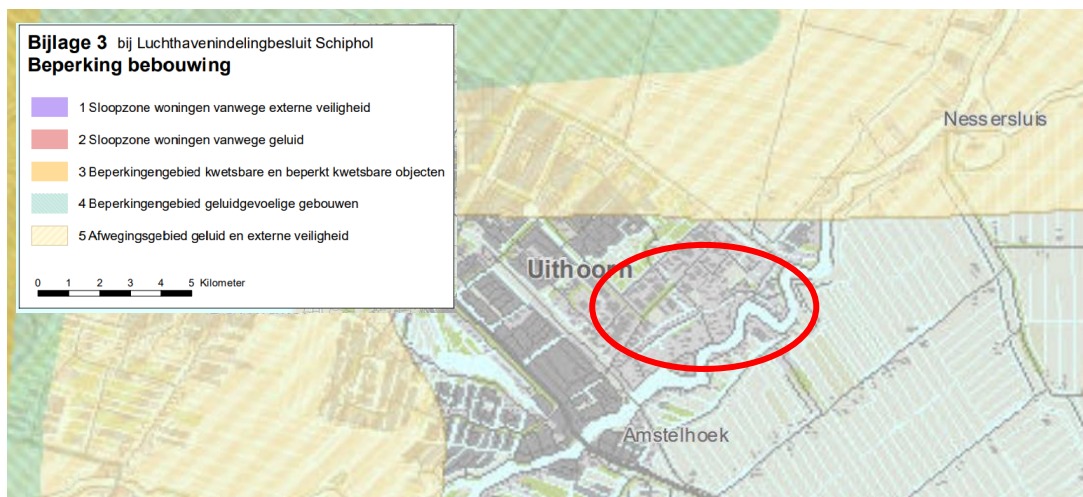 Bijlage 3 bij Luchthavenindelingbesluit Schiphol
Beperking bebouwing
1 Sloopzone woningen vanwege externe veiligheid
2 Sloopzone woningen vanwege geluid
3 Beperkingengebied kwetsbare en beperkt kwetsbare objecten
4 Beperkingengebied geluidgevoelige gebouwen
5 Afwegingsgebied geluid en externe veiligheid
0 1 2 3 4 5 Kilometer
Nessersluis
Uithoorn
Amstelhoek